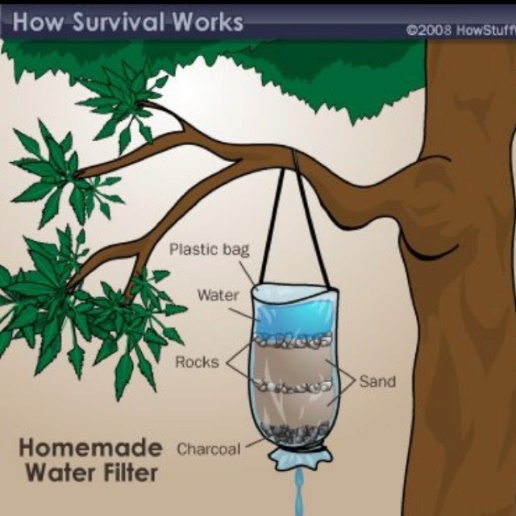 How Survival Works
©2008 HowStuff
Plastic bag
Water
Rocks
Sand
Charcoal
Homemade
Water Filter